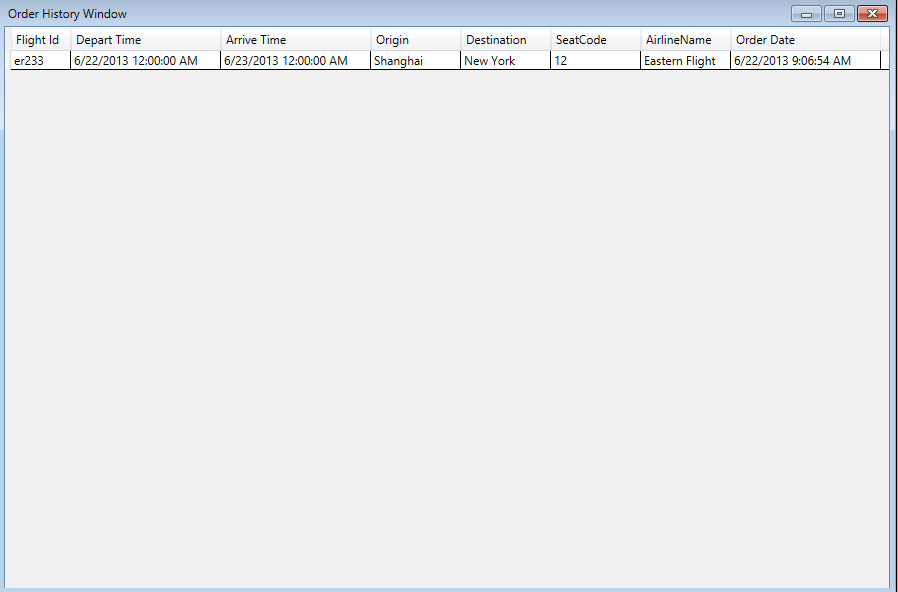 Order History Window
Flight Id Depart Time Arrive Time Origin Destination SeatCode AirlineName Order Date
er233 6/22/2013 12:00:00 AM 6/23/2013 12:00:00 AM Shanghai New York 12 Eastern Flight 6/22/2013 9:06:54 AM